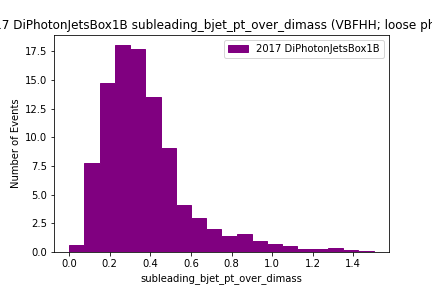 17 DiPhotonJetsBox1B subleading_bjet_pt_over_dimass (VBFHH; loose ph
2017 DiPhotonJetsBox1B
17.5
15.0
12.5
10.0
7.5
5.0
2.5
0.0
Number of Events
0.0 0.2 0.4 0.6 0.8 1.0 1.2 1.4
subleading_bjet_pt_over_dimass